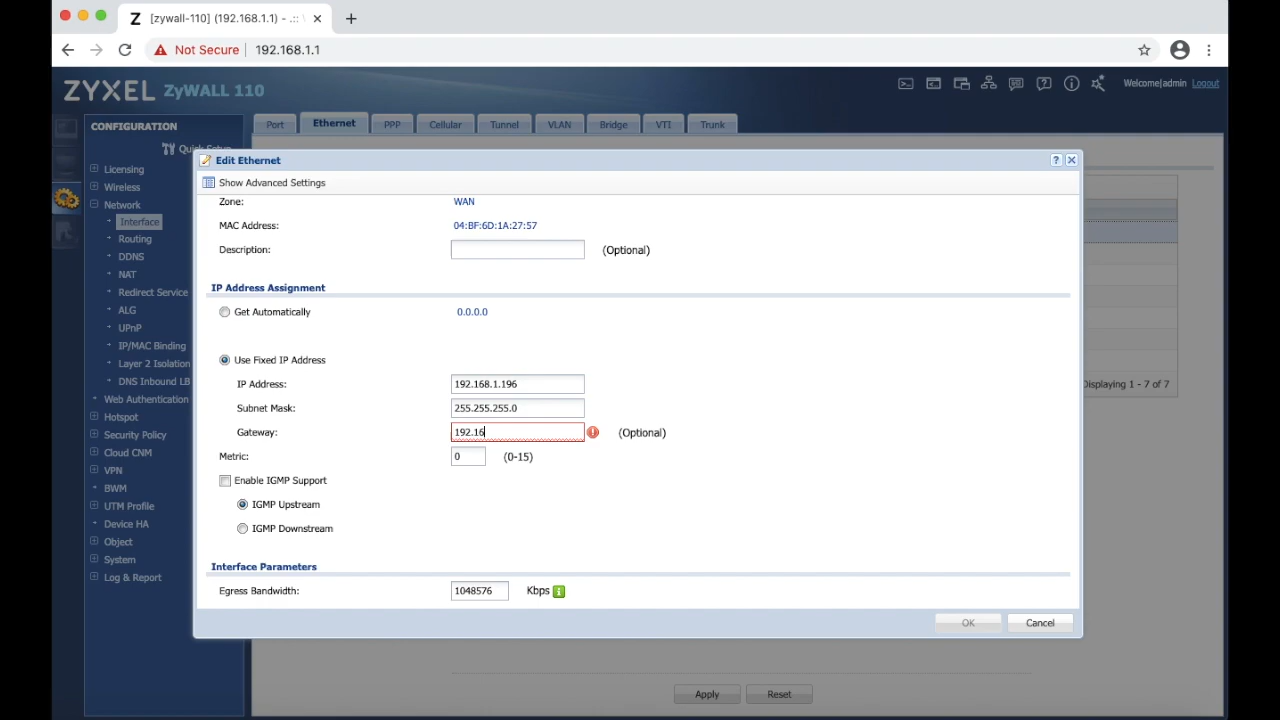 Z [zywall-110] (192.168.1.1) - .::
Not Secure 192.168.1.1
ZYXEL ZyWALL 110
Welcome|admin Logout
CONFIGURATION
Port Ethernet PPP Cellular Tunnel VLAN Bridge VTI Trunk
Quick Setup
Licensing
Wireless
Network
Interface
Routing
DDNS
NAT
Redirect Service
ALG
UPnP
IP/MAC Binding
Layer 2 Isolation
DNS Inbound LB
Web Authentication
Hotspot
Security Policy
Cloud CNM
VPN
BWM
UTM Profile
Device HA
Object
System
Log & Report
Edit Ethernet
Show Advanced Settings
Zone: WAN
MAC Address: 04:BF:6D:1A:27:57
Description: (Optional)
IP Address Assignment
Get Automatically 0.0.0.0
Use Fixed IP Address
IP Address: 192.168.1.196
Subnet Mask: 255.255.255.0
Gateway: 192.16 (Optional)
Metric: 0 (0-15)
Enable IGMP Support
IGMP Upstream
IGMP Downstream
Interface Parameters
Egress Bandwidth: 1048576 Kbps
OK Cancel
Displaying 1 - 7 of 7
Apply Reset